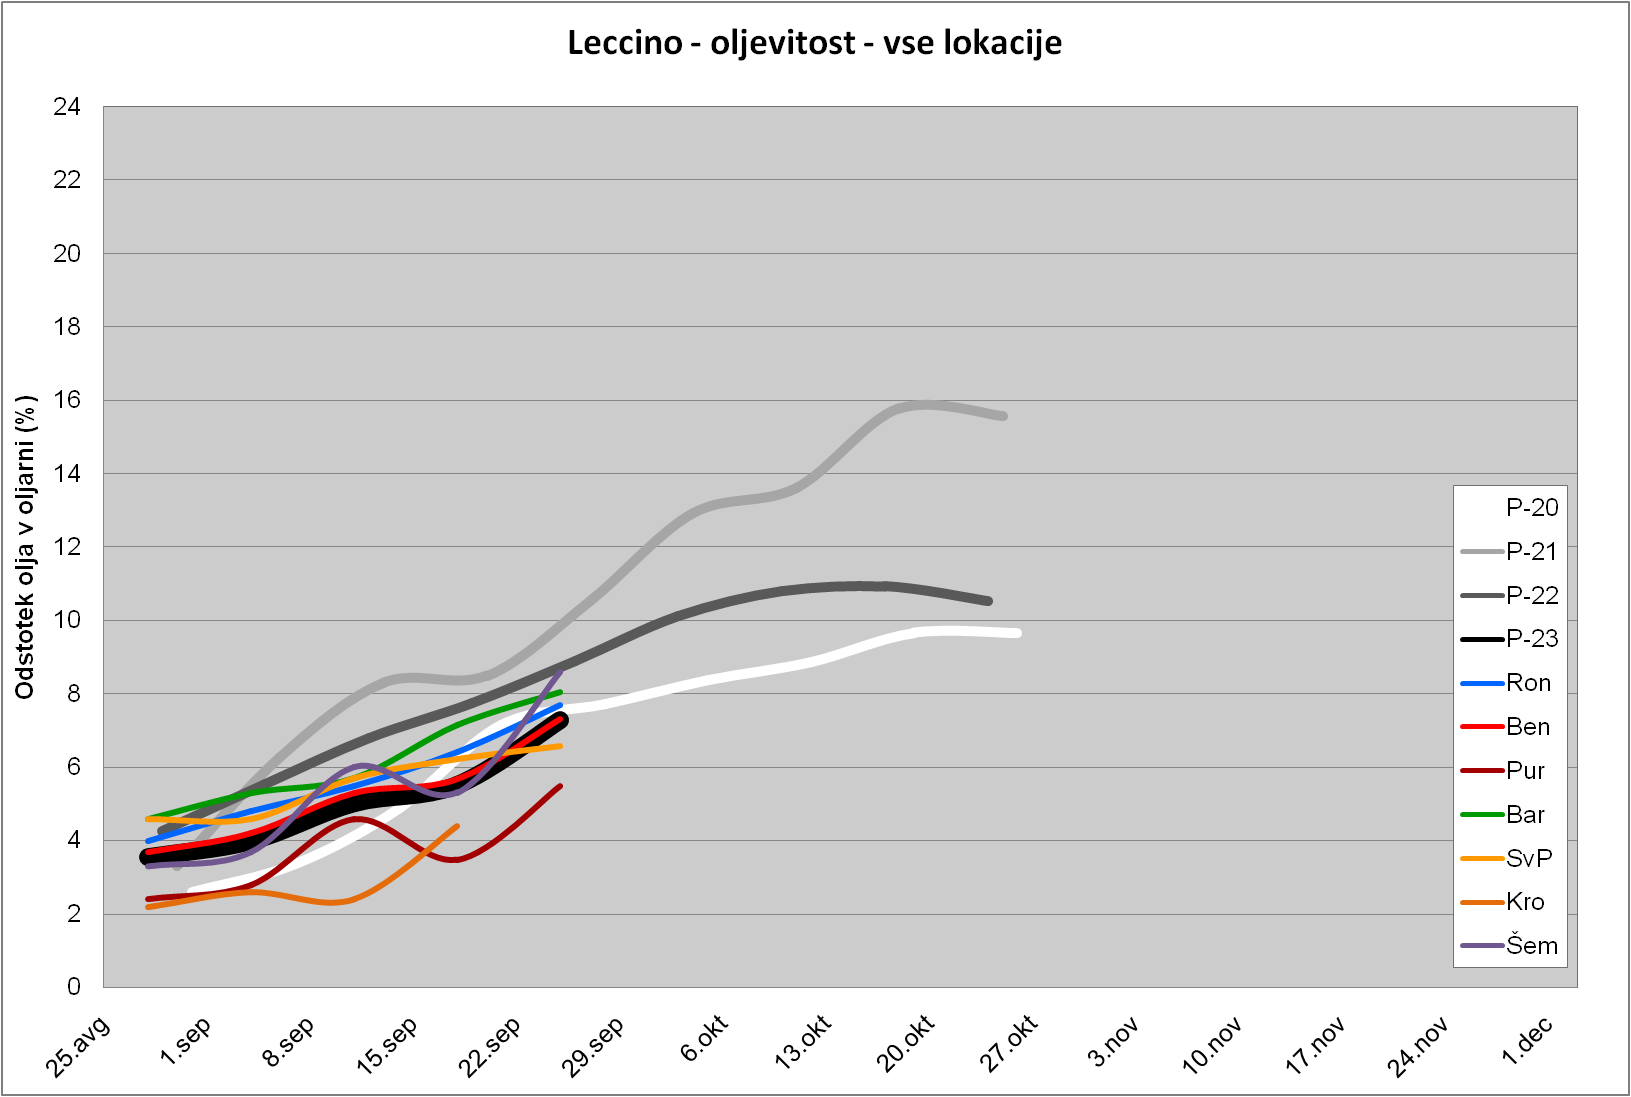 Leccino - oljevitost - vse lokacije
Odstotek olja v oljarni (%)
24
22
20
18
16
14
12
10
8
6
4
2
0
25.avg
1.sep
8.sep
15.sep
22.sep
29.sep
6.okt
13.okt
20.okt
27.okt
3.nov
10.nov
17.nov
24.nov
1.dec
P-20
P-21
P-22
P-23
Ron
Ben
Pur
Bar
SvP
Kro
Šem